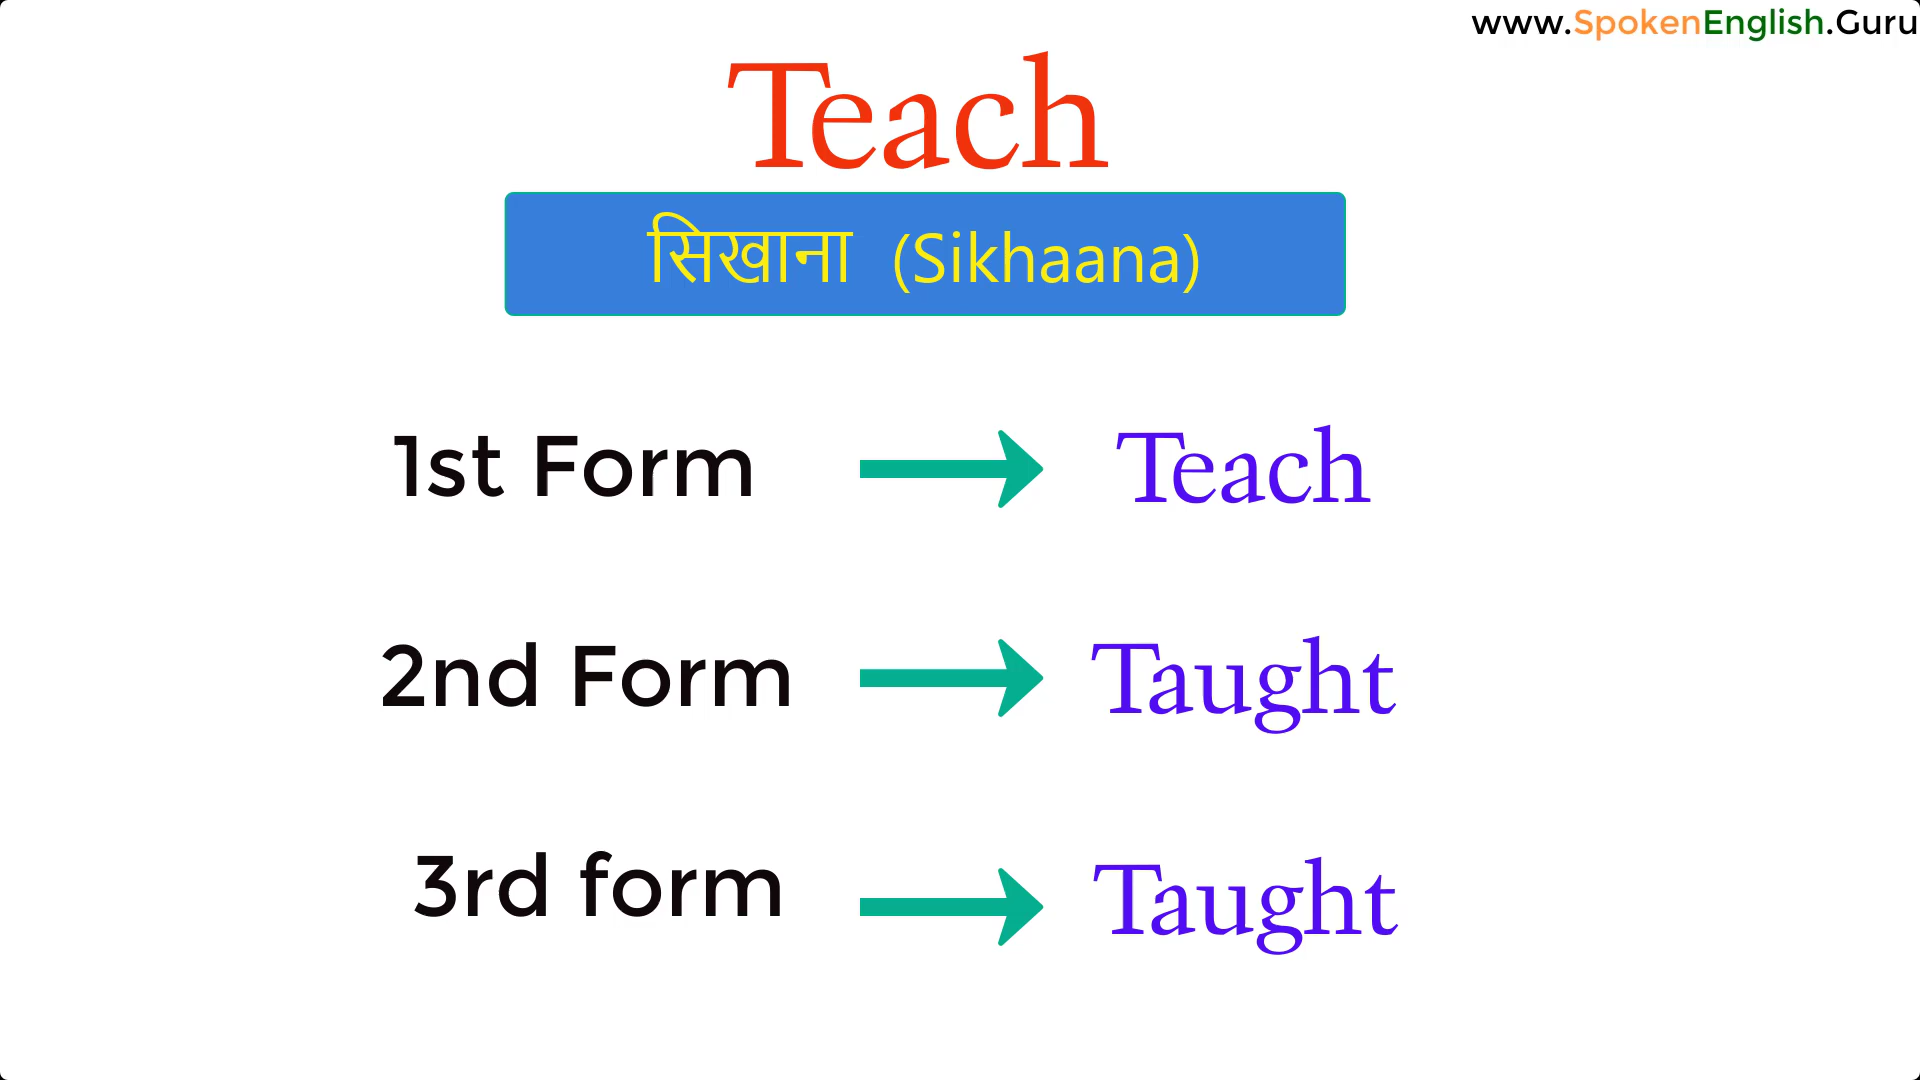 www.SpokenEnglish.Guru
Teach
सिखाना (Sikhaana)
1st Form Teach
2nd Form Taught
3rd form Taught